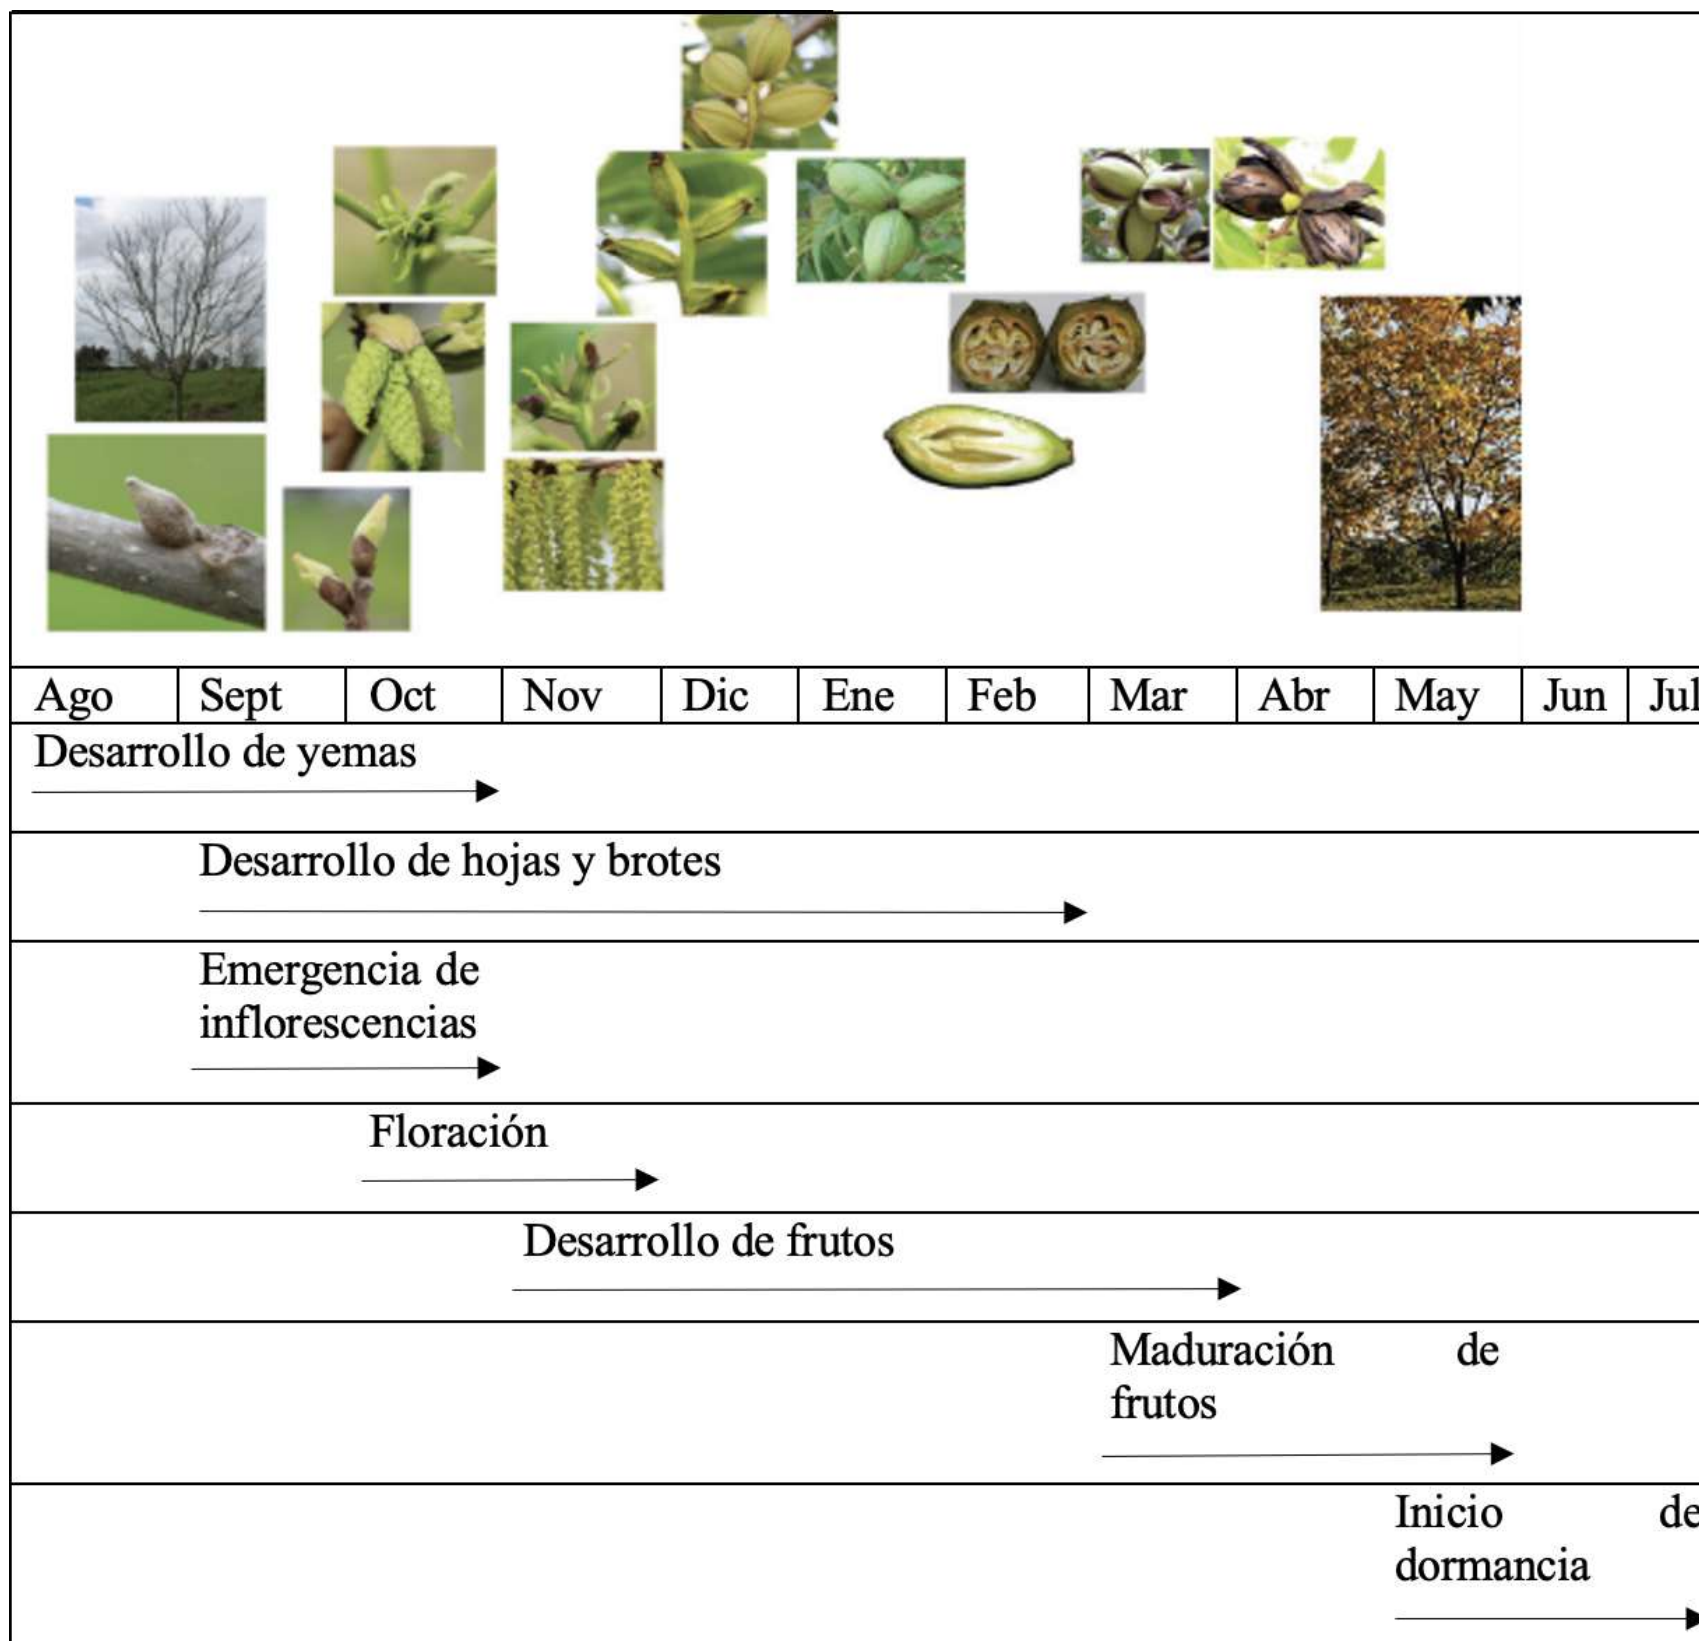 Ago Sept Oct Nov Dic Ene Feb Mar Abr May Jun Jul
Desarrollo de yemas
Desarrollo de hojas y brotes
Emergencia de
inflorescencias
Floración
Desarrollo de frutos
Maduración de
frutos
Inicio de
dormancia